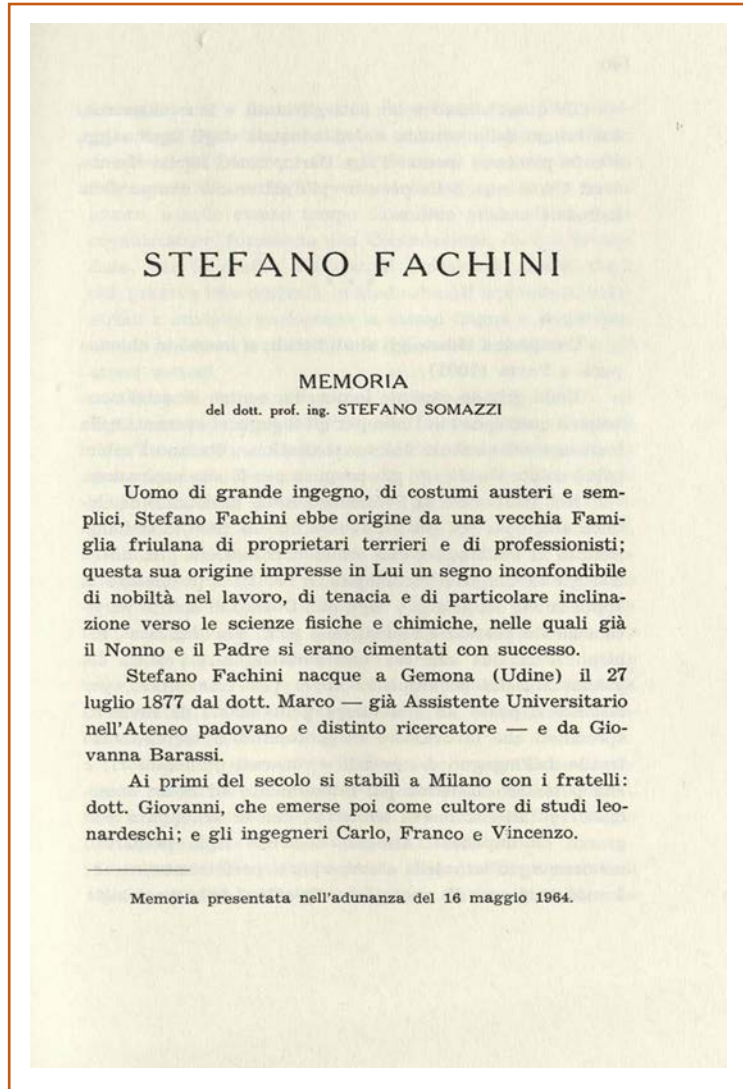 STEFANO FACHINI
MEMORIA
del dott. prof. ing. STEFANO SOMAZZI
Uomo di grande ingegno, di costumi austeri e sem-
plici, Stefano Fachini ebbe origine da una vecchia Fami-
glia friulana di proprietari terrieri e di professionisti;
questa sua origine impresse in Lui un segno inconfondibile
di nobiltà nel lavoro, di tenacia e di particolare inclina-
zione verso le scienze fisiche e chimiche, nelle quali già
il Nonno e il Padre si erano cimentati con successo.
Stefano Fachini nacque a Gemona (Udine) il 27
luglio 1877 dal dott. Marco — già Assistente Universitario
nell'Ateneo padovano e distinto ricercatore — e da Gio-
vanna Barassi.
Ai primi del secolo si stabilì a Milano con i fratelli:
dott. Giovanni, che emerse poi come cultore di studi leo-
nardeschi; e gli ingegneri Carlo, Franco e Vincenzo.
Memoria presentata nell'adunanza del 16 maggio 1964.